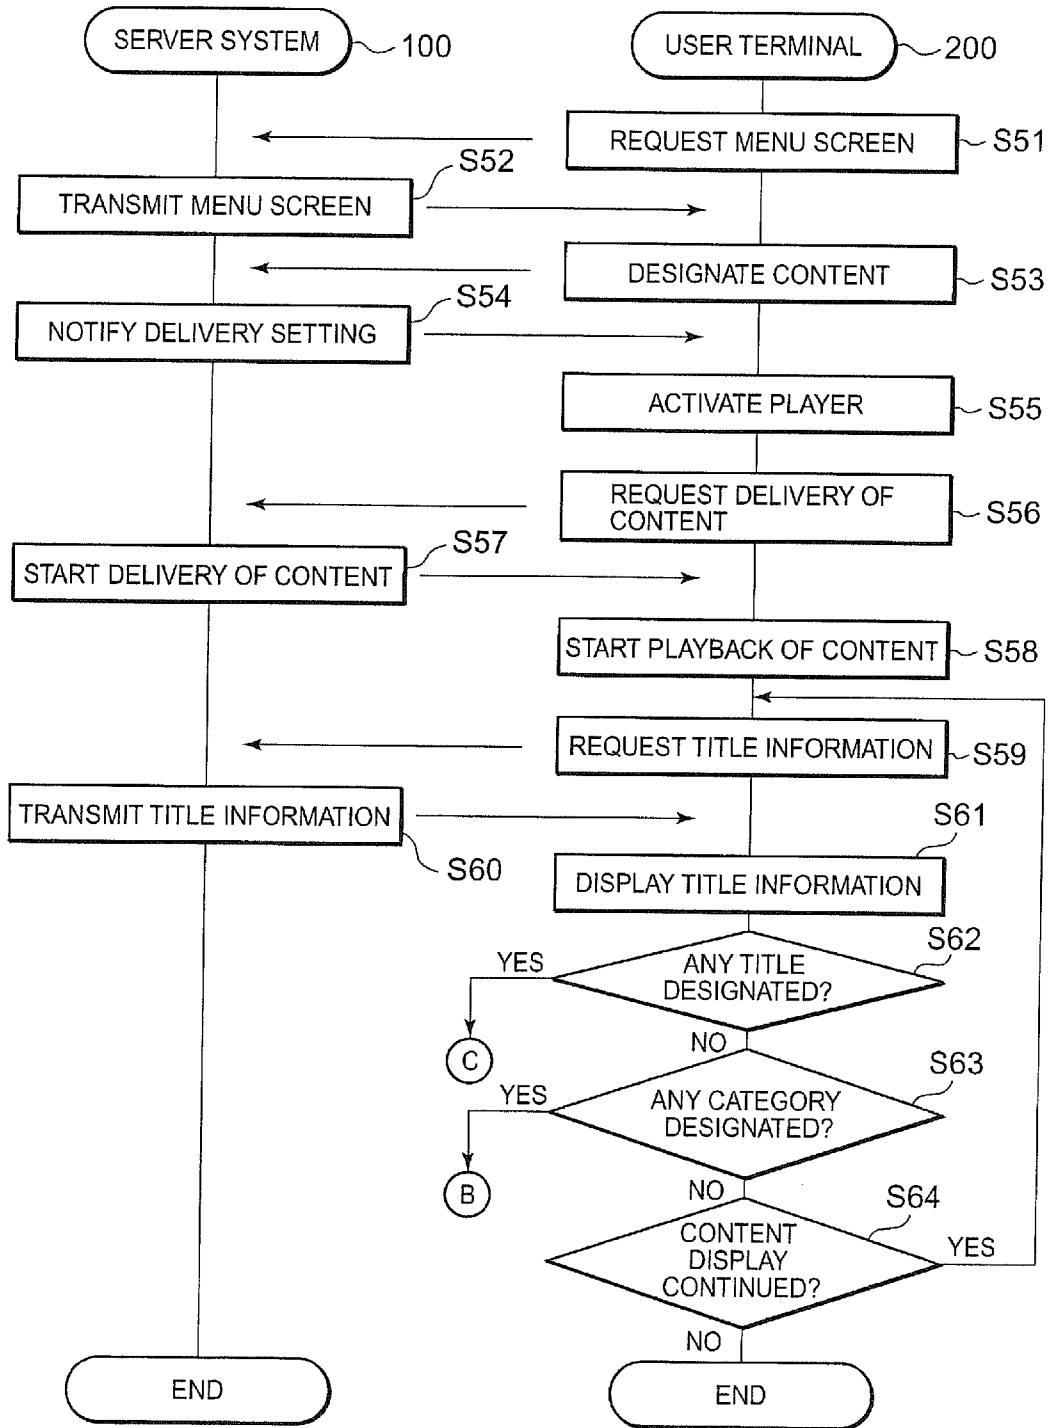 SERVER SYSTEM
100
USER TERMINAL
200
REQUEST MENU SCREEN
S51
S52
TRANSMIT MENU SCREEN
DESIGNATE CONTENT
S53
S54
NOTIFY DELIVERY SETTING
ACTIVATE PLAYER
S55
REQUEST DELIVERY OF
CONTENT
S56
S57
START DELIVERY OF CONTENT
START PLAYBACK OF CONTENT
S58
REQUEST TITLE INFORMATION
S59
TRANSMIT TITLE INFORMATION
S60
S61
DISPLAY TITLE INFORMATION
S62
YES
ANY TITLE
DESIGNATED?
C
NO
S63
YES
ANY CATEGORY
DESIGNATED?
B
NO
S64
CONTENT
DISPLAY
CONTINUED?
YES
NO
END
END